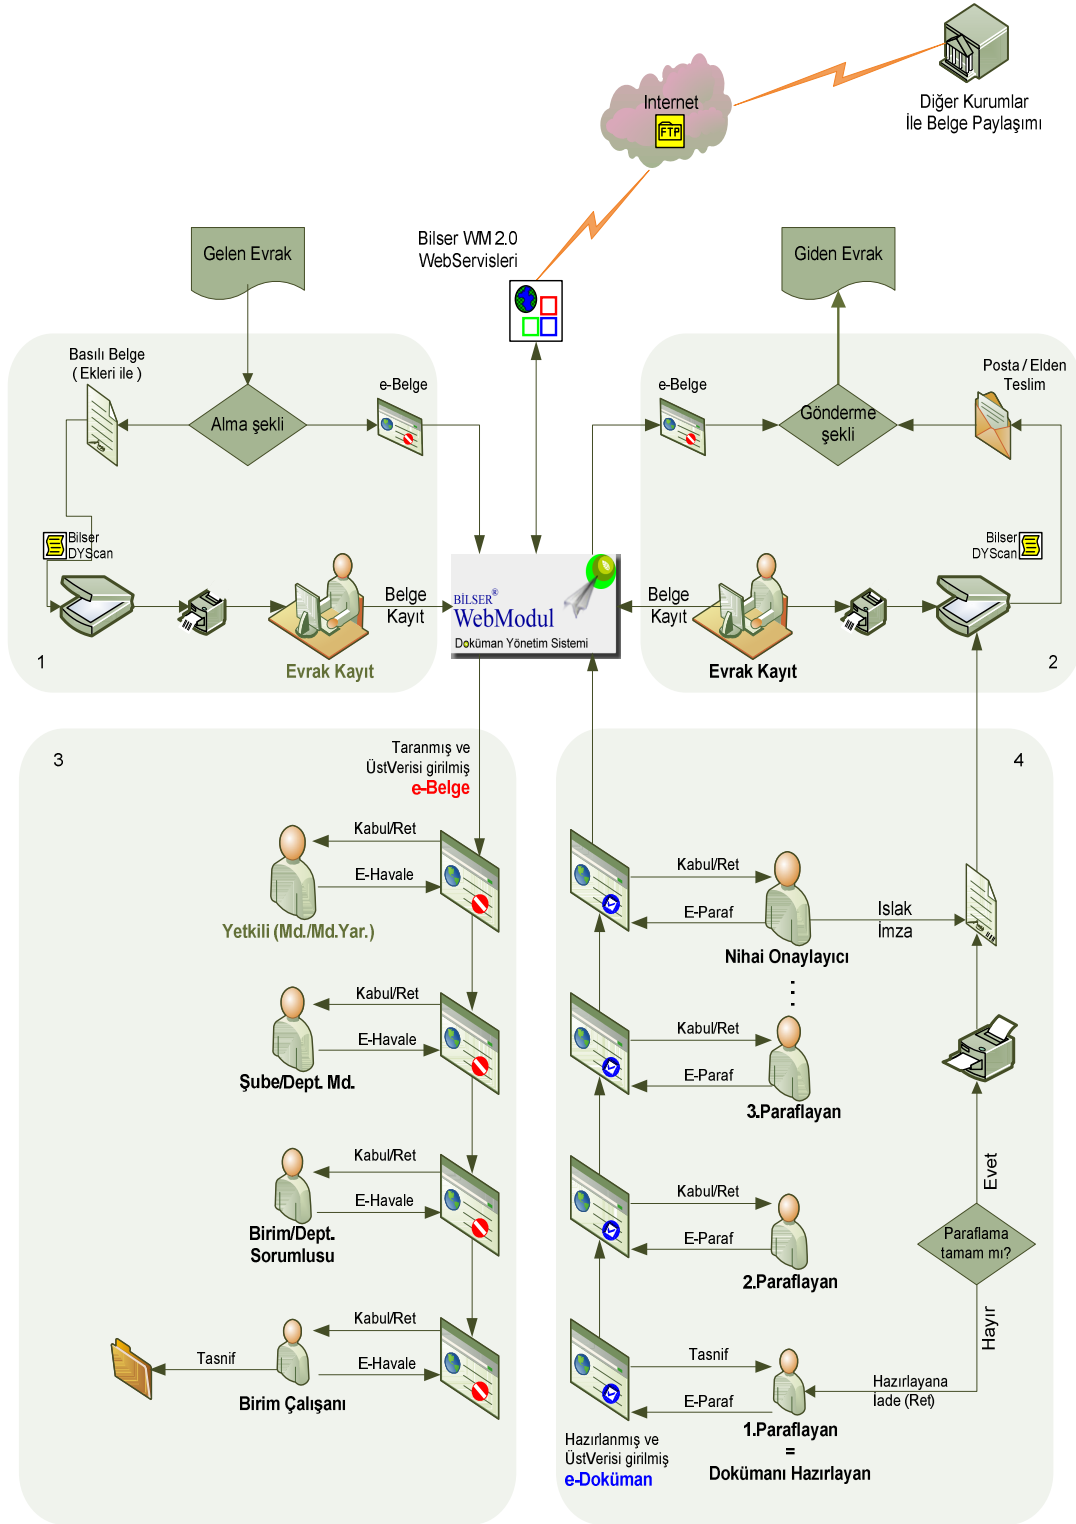 Internet
FTP
Diğer Kurumlar
İle Belge Paylaşımı
Bilser WM 2.0
WebServisleri
Gelen Evrak
Giden Evrak
Basılı Belge
( Ekleri ile )
Alma şekli
e-Belge
Bilser
DYScan
Evrak Kayıt
Belge
Kayıt
1
BİLSER®
WebModul
Doküman Yönetim Sistemi
e-Belge
Gönderme
şekli
Posta / Elden
Teslim
Bilser
DYScan
Belge
Kayıt
Evrak Kayıt
2
3
Taranmış ve
ÜstVerisi girilmiş
e-Belge
Kabul/Ret
E-Havale
Yetkili (Md./Md.Yar.)
Kabul/Ret
E-Havale
Şube/Dept. Md.
Kabul/Ret
E-Havale
Birim/Dept.
Sorumlusu
Kabul/Ret
E-Havale
Tasnif
Birim Çalışanı
4
Kabul/Ret
E-Paraf
Nihai Onaylayıcı
Islak
İmza
Kabul/Ret
E-Paraf
3.Paraflayan
Kabul/Ret
E-Paraf
2.Paraflayan
Evet
Paraflama
tamam mı?
Hayır
Tasnif
E-Paraf
Hazırlayana
İade (Ret)
1.Paraflayan
=
Dokümanı Hazırlayan
Hazırlanmış ve
ÜstVerisi girilmiş
e-Doküman